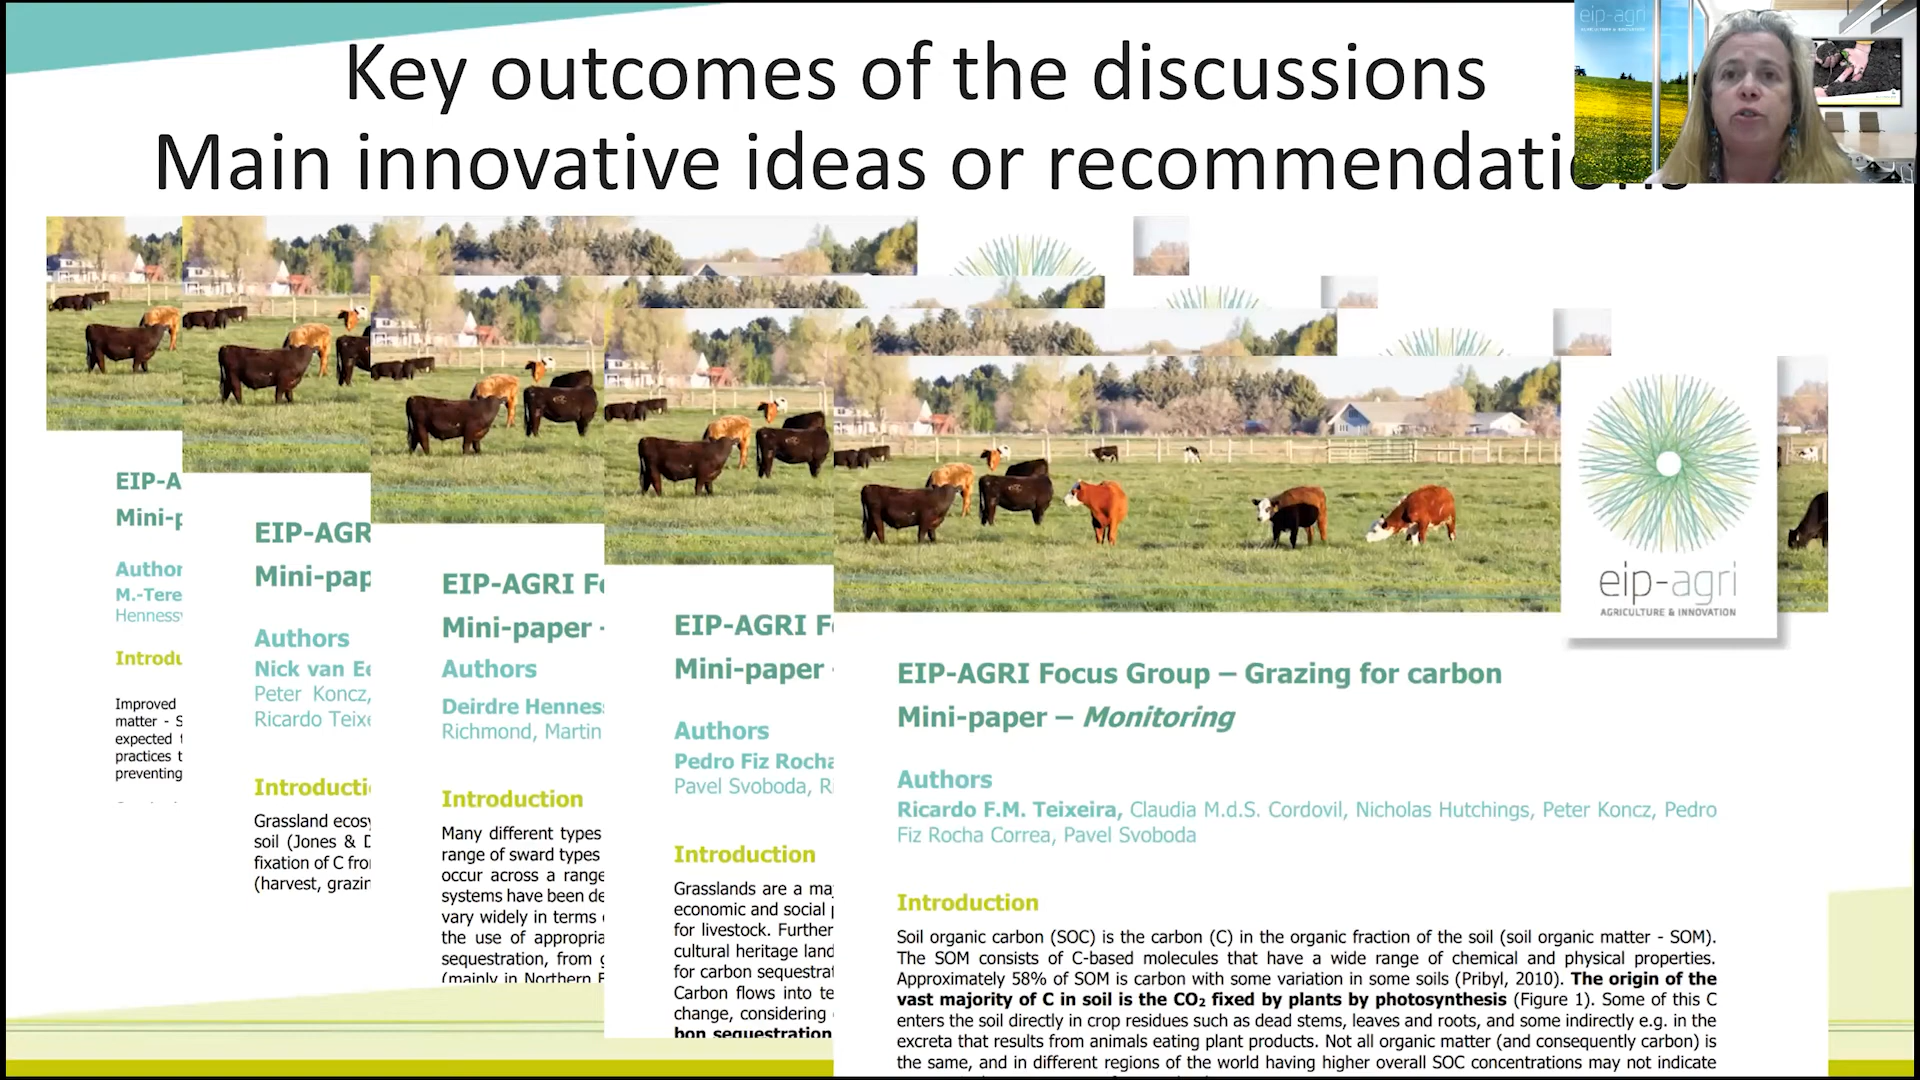 Key outcomes of the discussions
Main innovative ideas or
eip-agri
EIP-A
Mini-p
Author
M.-Tere
Hennessy
Introdu
Improved
matter - S
expected t
practices t
preventing
EIP-AGR
Mini-pap
Authors
Nick van Ee
Peter Koncz,
Ricardo Teixe
Introducti
Grassland ecosy
soil (Jones & D
fixation of C fro
(harvest, grazin
EIP-AGRI Fo
Mini-paper -
Authors
Deirdre Henness
Richmond, Martin
Introduction
Many different types
range of sward types
occur across a range
systems have been de
vary widely in terms
the use of appropria
sequestration, from g
(mainly in Northern E
EIP-AGRI F
Mini-paper -
Authors
Pedro Fiz Rocha
Pavel Svoboda, Ri
Introduction
Grasslands are a maj
economic and social p
for livestock. Further
cultural heritage land
for carbon sequestrat
Carbon flows into te
change, considering
bon sequestration
eip-agri
AGRICULTURE & INNOVATION
EIP-AGRI Focus Group – Grazing for carbon
Mini-paper – Monitoring
Authors
Ricardo F.M. Teixeira, Claudia M.d.S. Cordovil, Nicholas Hutchings, Peter Koncz, Pedro
Fiz Rocha Correa, Pavel Svoboda
Introduction
Soil organic carbon (SOC) is the carbon (C) in the organic fraction of the soil (soil organic matter - SOM).
The SOM consists of C-based molecules that have a wide range of chemical and physical properties.
Approximately 58% of SOM is carbon with some variation in some soils (Pribyl, 2010). The origin of the
vast majority of C in soil is the CO₂ fixed by plants by photosynthesis (Figure 1). Some of this C
enters the soil directly in crop residues such as dead stems, leaves and roots, and some indirectly e.g. in the
excreta that results from animals eating plant products. Not all organic matter (and consequently carbon) is
the same, and in different regions of the world having higher overall SOC concentrations may not indicate